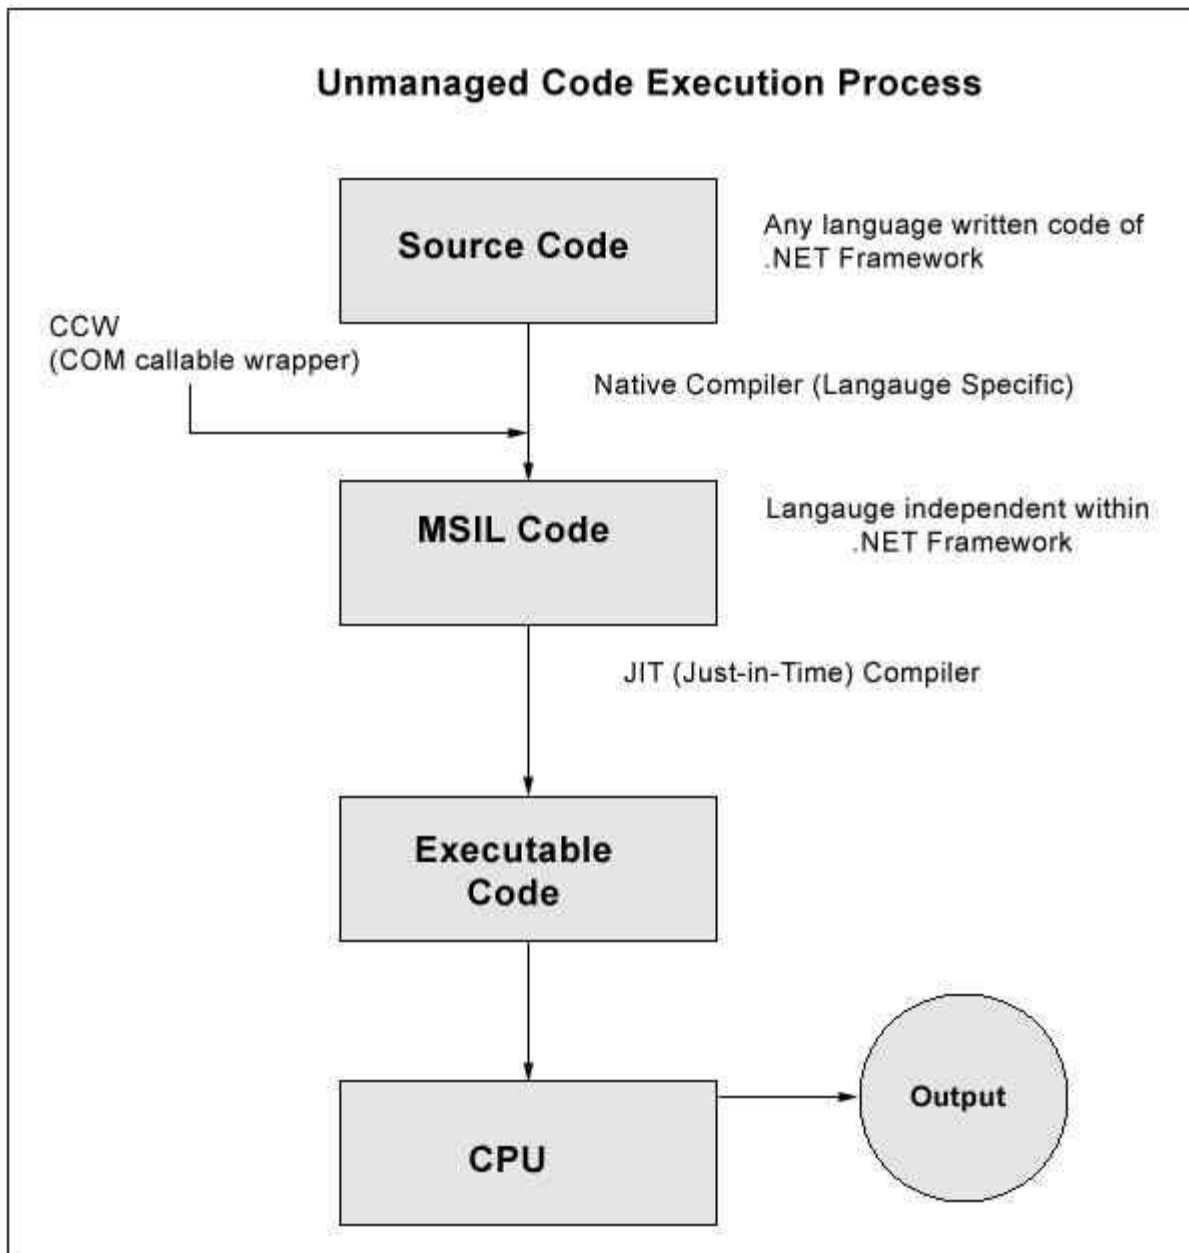 Unmanaged Code Execution Process
Source Code
Any language written code of
.NET Framework
CCW
(COM callable wrapper)
Native Compiler (Langauge Specific)
MSIL Code
Langauge independent within
.NET Framework
JIT (Just-in-Time) Compiler
Executable
Code
Output
CPU